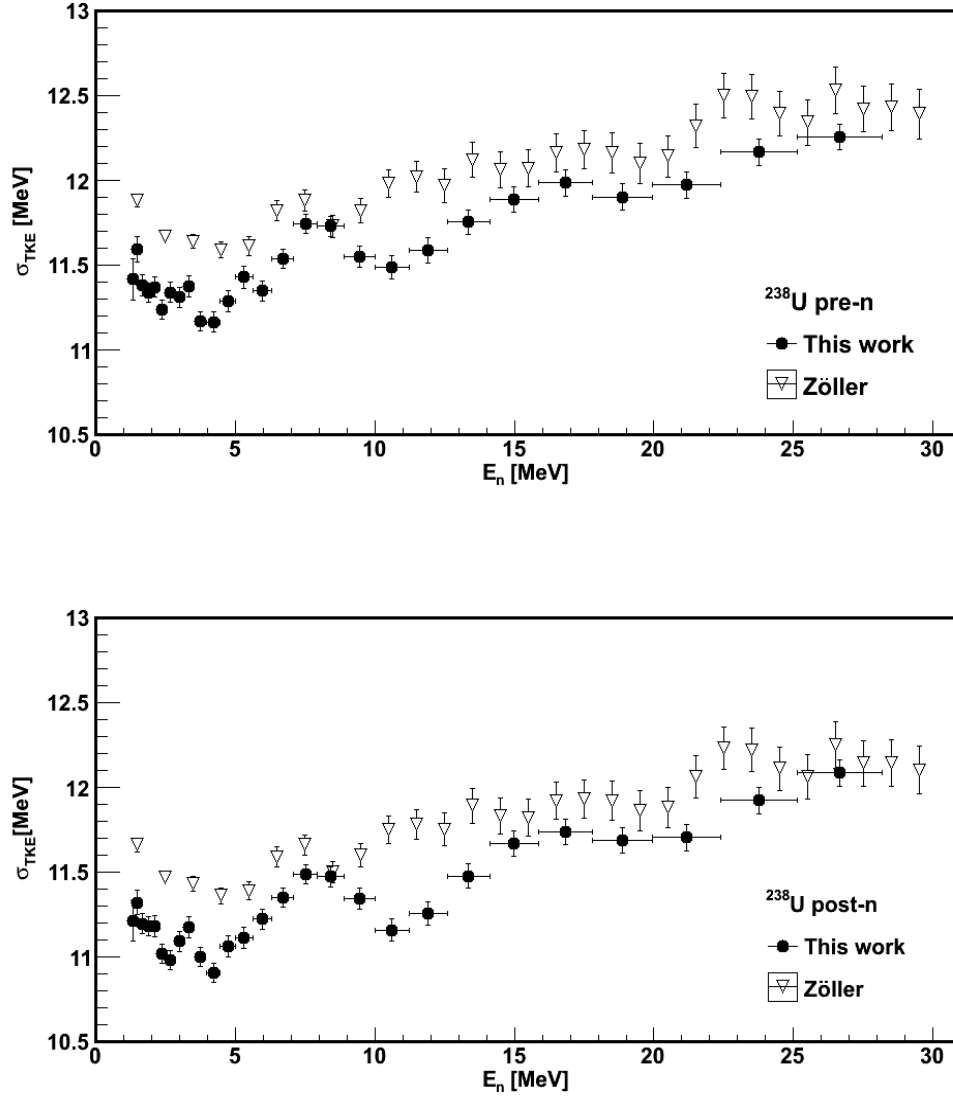 13
12.5
12
11.5
11
10.5
σTKE [MeV]
²³⁸U pre-n
This work
Zöller
0 5 10 15 20 25 30
En [MeV]
13
12.5
12
11.5
11
10.5
σTKE[MeV]
²³⁸U post-n
This work
Zöller
0 5 10 15 20 25 30
En [MeV]